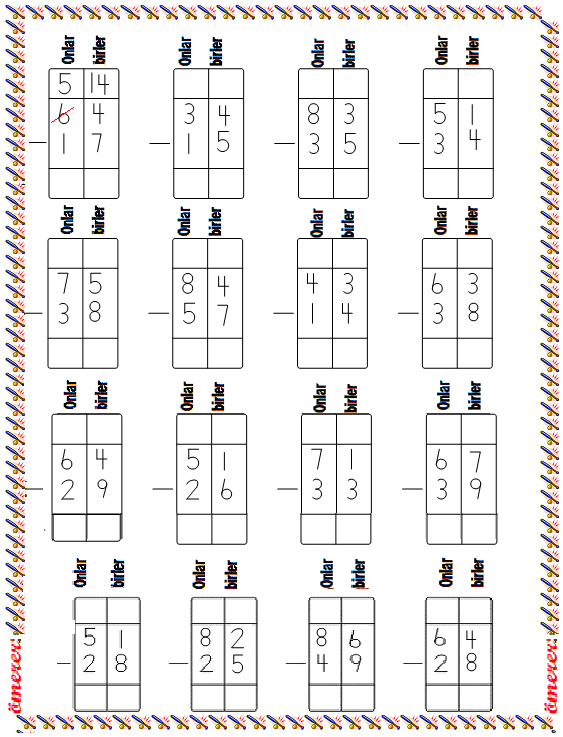 Onlar birler Onlar birler Onlar birler Onlar birler
5 14
6 4 3 4 8 3 5 1
— 1 7 — 1 5 — 3 5 — 3 4
Onlar birler Onlar birler Onlar birler Onlar birler
7 5 8 4 4 3 6 3
— 3 8 — 5 7 — 1 4 — 3 8
Onlar birler Onlar birler Onlar birler Onlar birler
6 4 5 1 7 1 6 7
— 2 9 — 2 6 — 3 3 — 3 9
Onlar birler Onlar birler Onlar birler Onlar birler
5 1 8 2 8 6 6 4
— 2 8 — 2 5 — 4 9 — 2 8
ömerer.
ömerer.